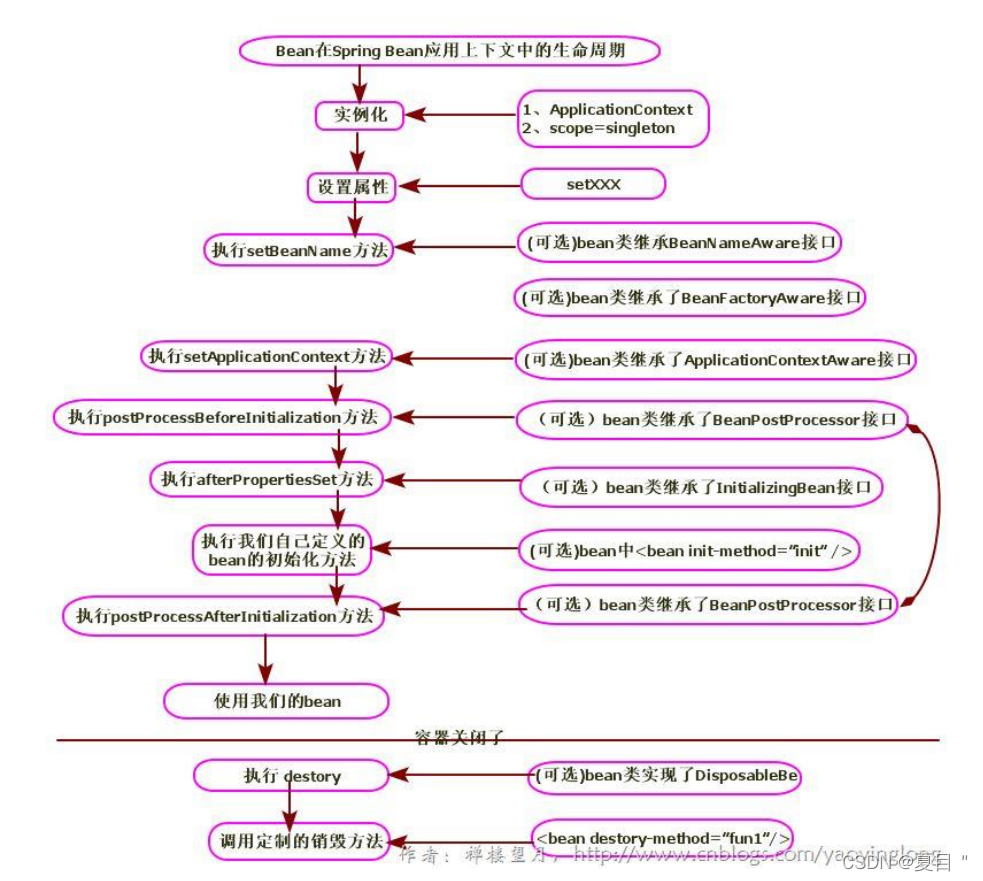 Bean在Spring Bean应用上下文中的生命周期
实例化
1、ApplicationContext
2、scope=singleton
设置属性
setXXX
执行setBeanName方法
(可选)bean类继承BeanNameAware接口
(可选)bean类继承了BeanFactoryAware接口
执行setApplicationContext方法
(可选)bean类继承了ApplicationContextAware接口
执行postProcessBeforeInitialization方法
（可选）bean类继承了BeanPostProcessor接口
执行afterPropertiesSet方法
（可选）bean类继承了InitializingBean接口
执行我们自己定义的
bean的初始化方法
(可选)bean中<bean init-method="init" />
执行postProcessAfterInitialization方法
（可选）bean类继承了BeanPostProcessor接口
使用我们的bean
容器关闭了
执行 destory
(可选)bean类实现了DisposableBe
调用定制的销毁方法
<bean destory-method="fun1"/>
作者：禅楼望月，http://www.cnblogs.com/yaoyinglong
CSDN @夏目 "